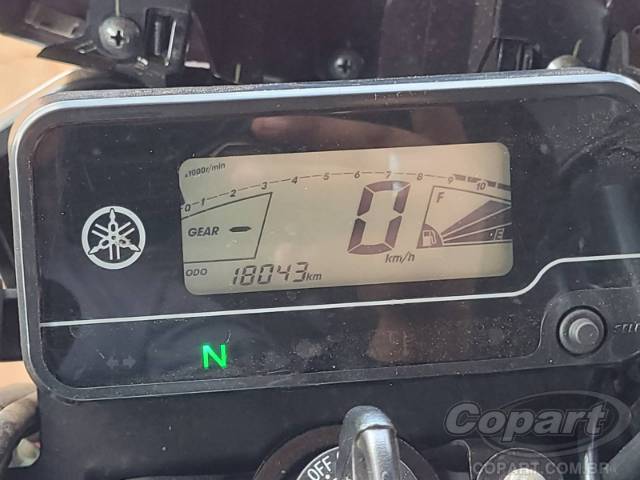 x1000r/min
0 1 2 3 4 5 6 7 8 9 10
GEAR -
0
km/h
F
E
ODO
18043km
N
OFF
Copart
COPART.COM.BR